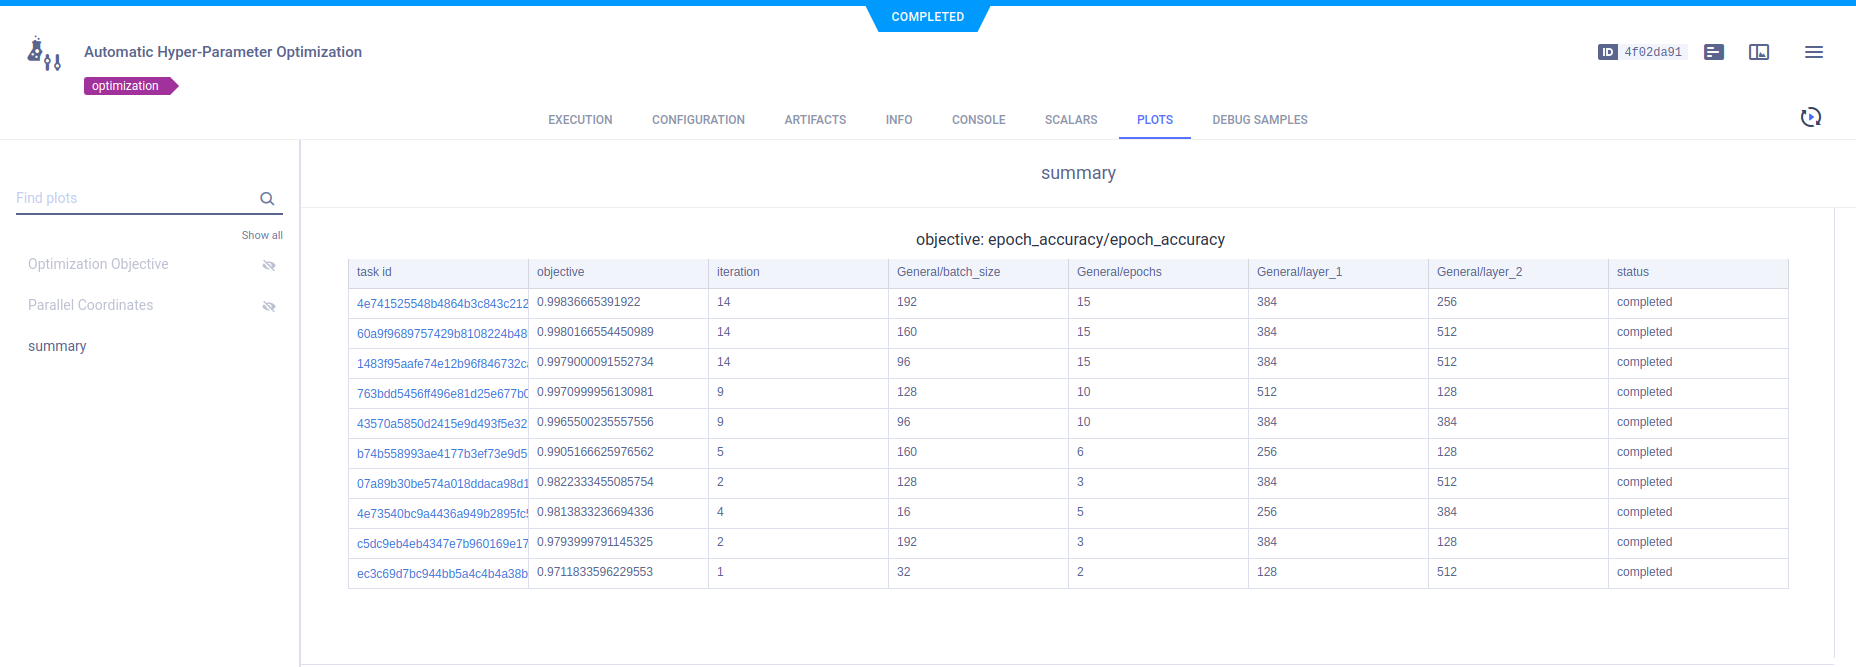 COMPLETED
Automatic Hyper-Parameter Optimization
ID 4f02da91
optimization
EXECUTION CONFIGURATION ARTIFACTS INFO CONSOLE SCALARS PLOTS DEBUG SAMPLES
summary
Find plots
Show all
Optimization Objective
Parallel Coordinates
summary
objective: epoch_accuracy/epoch_accuracy
task id objective iteration General/batch_size General/epochs General/layer_1 General/layer_2 status
4e741525548b4864b3c843c212 0.99836665391922 14 192 15 384 256 completed
60a9f9689757429b8108224b48 0.9980166554450989 14 160 15 384 512 completed
1483f95aafe74e12b96f846732c 0.9979000091552734 14 96 15 384 512 completed
763bdd5456ff496e81d25e677b0 0.9970999956130981 9 128 10 512 128 completed
43570a5850d2415e9d493f5e32 0.9965500235557556 9 96 10 384 384 completed
b74b558993ae4177b3ef73e9d5 0.9905166625976562 5 160 6 256 128 completed
07a89b30be574a018ddaca98d1 0.9822333455085754 2 128 3 384 512 completed
4e73540bc9a4436a949b2895fc5 0.9813833236694336 4 16 5 256 384 completed
c5dc9eb4eb4347e7b960169e17 0.9793999791145325 2 192 3 384 128 completed
ec3c69d7bc944bb5a4c4b4a38b 0.9711833596229553 1 32 2 128 512 completed